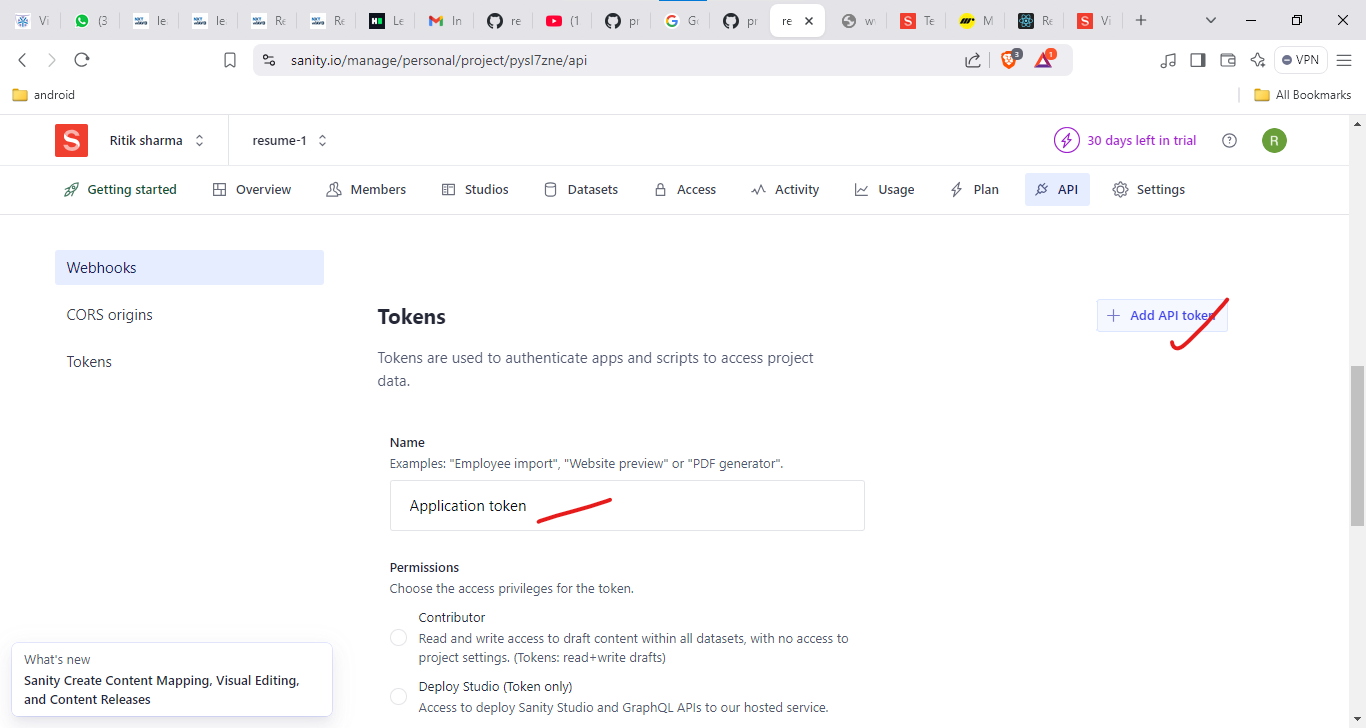 Vi
(3
le
le
Re
Re
Le
In
re
(1
pr
G
pr
re
w
Te
M
Re
Vi
sanity.io/manage/personal/project/pysl7zne/api
3
1
VPN
android
All Bookmarks
S
Ritik sharma
resume-1
30 days left in trial
R
Getting started
Overview
Members
Studios
Datasets
Access
Activity
Usage
Plan
API
Settings
Webhooks
CORS origins
Tokens
Tokens
Add API token
Tokens are used to authenticate apps and scripts to access project
data.
Name
Examples: "Employee import", "Website preview" or "PDF generator".
Application token
Permissions
Choose the access privileges for the token.
Contributor
Read and write access to draft content within all datasets, with no access to
project settings. (Tokens: read+write drafts)
Deploy Studio (Token only)
Access to deploy Sanity Studio and GraphQL APIs to our hosted service.
What's new
Sanity Create Content Mapping, Visual Editing,
and Content Releases